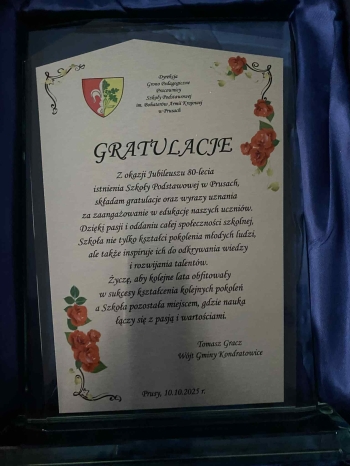 Dyrekcja
Grono Pedagogiczne
Pracownicy
Szkoły Podstawowej
im. Bohaterów Armii Krajowej
w Prusach
GRATULACJE
Z okazji Jubileuszu 80-lecia
istnienia Szkoły Podstawowej w Prusach,
składam gratulacje oraz wyrazy uznania
za zaangażowanie w edukację naszych uczniów.
Dzięki pasji i oddaniu całej społeczności szkolnej,
Szkoła nie tylko kształci pokolenia młodych ludzi,
ale także inspiruje ich do odkrywania wiedzy
i rozwijania talentów.
Życzę, aby kolejne lata obfitowały
w sukcesy kształcenia kolejnych pokoleń
a Szkoła pozostała miejscem, gdzie nauka
łączy się z pasją i wartościami.
Tomasz Gracz
Wójt Gminy Kondratowice
Prusy, 10.10.2025 r.